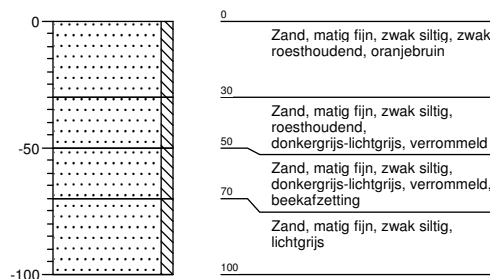 0
-50
-100
0
Zand, matig fijn, zwak siltig, zwak
roesthoudend, oranjebruin
30
Zand, matig fijn, zwak siltig,
roesthoudend,
donkergrijs-lichtgrijs, verrommeld
50
Zand, matig fijn, zwak siltig,
donkergrijs-lichtgrijs, verrommeld,
beekafzetting
70
Zand, matig fijn, zwak siltig,
lichtgrijs
100